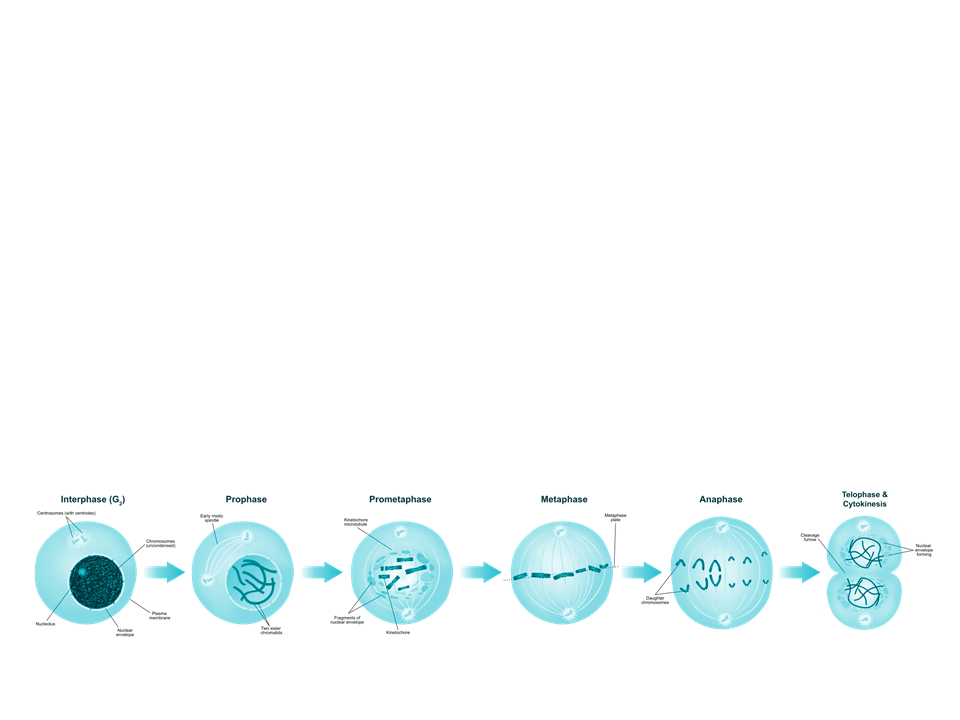 Interphase (G2)
Centrosomes (with centrioles)
Chromosomes
(uncondensed)
Plasma
membrane
Nuclear
envelope
Nucleolus
Prophase
Early miotic
spindle
Two sister
chromatids
Prometaphase
Kinetochore
microtubule
Fragments of
nuclear envelope
Kinetochore
Metaphase
Metaphase
plate
Anaphase
Daughter
chromosomes
Telophase &
Cytokinesis
Cleavage
furrow
Nuclear
envelope
forming